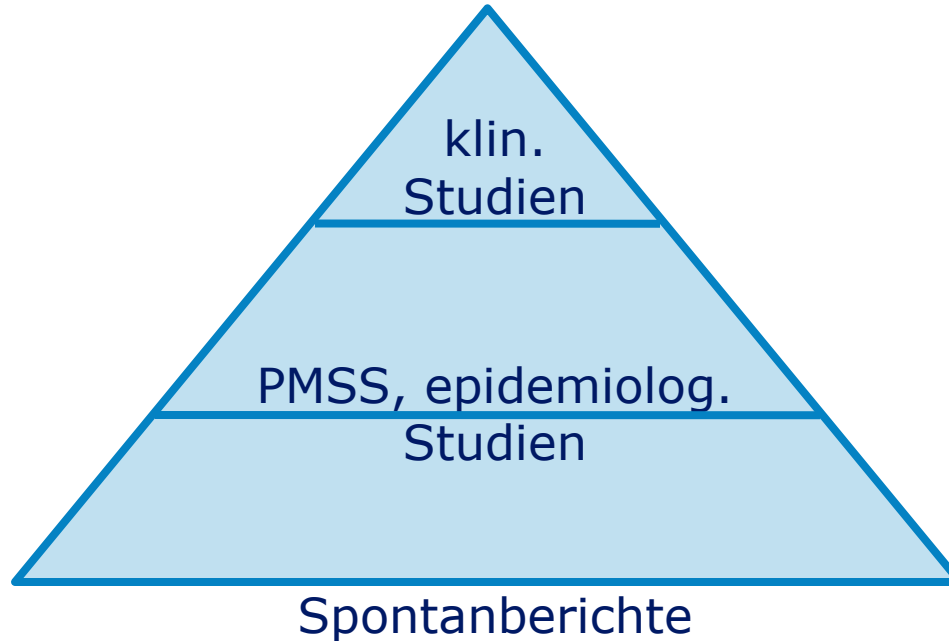 klin.
Studien
PMSS, epidemiolog.
Studien
Spontanberichte